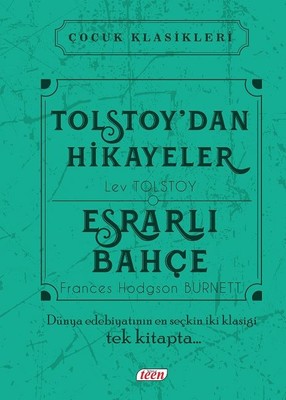 ÇOCUK KLASİKLERİ
TOLSTOY'DAN
HİKAYELER
Lev TOLSTOY
ESRARLI
BAHÇE
Frances Hodgson BURNETT
Dünya edebiyatının en seçkin iki klasiği
tek kitapta...
teen